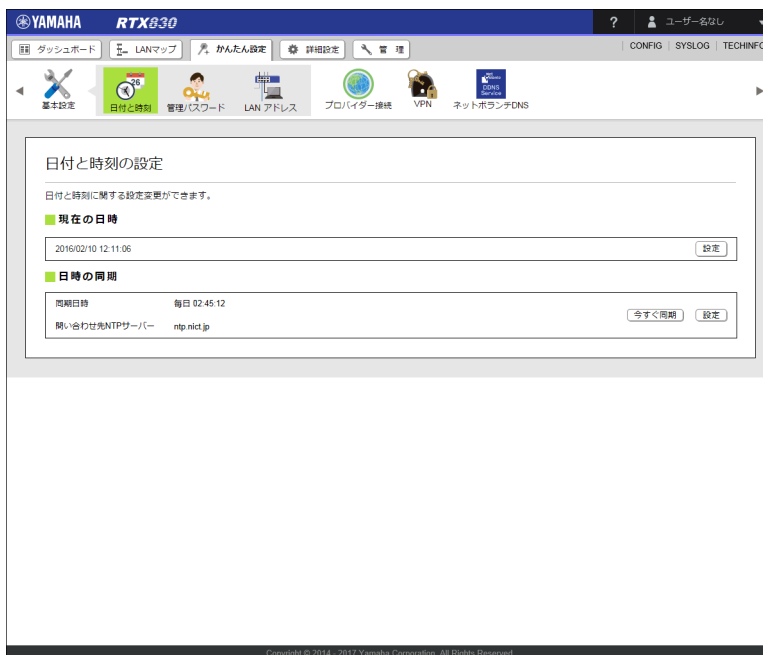 YAMAHA RTX830 ? ユーザーなし
ダッシュボード LANマップ かんたん設定 詳細設定 管 理 CONFIG SYSLOG TECHINFO
26
DDNS
Service
基本設定 日付と時刻 管理パスワード LAN アドレス プロバイダー接続 VPN ネットボランチDNS
日付と時刻の設定
日付と時刻に関する設定変更ができます。
現在の日時
2016/02/10 12:11:06 設定
日時の同期
同期日時 毎日 02:45:12
今すぐ同期 設定
問い合わせ先NTPサーバー ntp.nict.jp
Copyright © 2014 - 2017 Yamaha Corporation. All Rights Reserved.